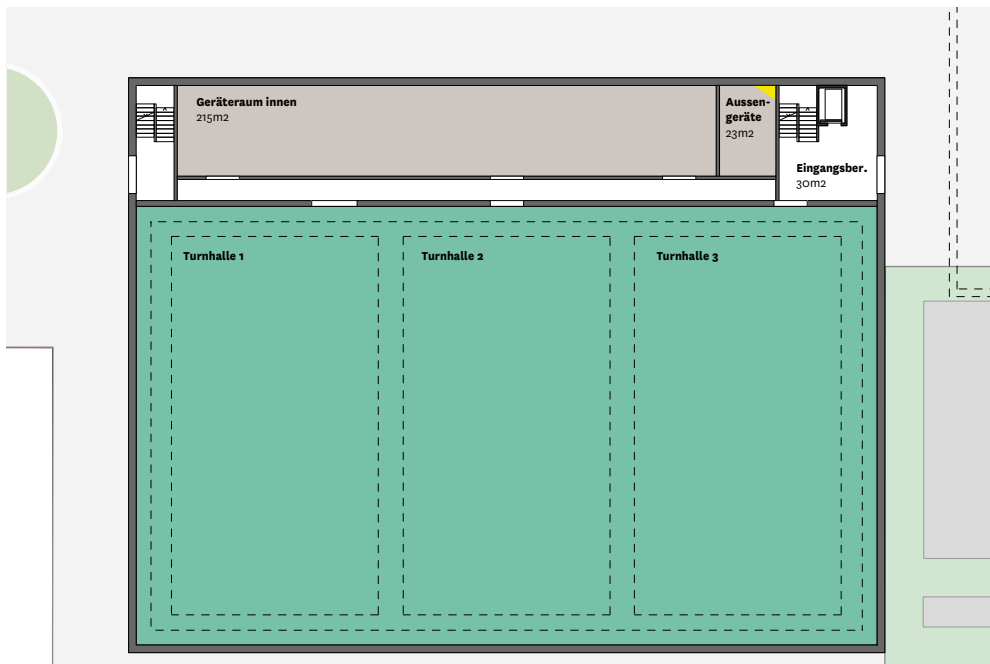 Geräteraum innen
215m2
Aussen-
geräte
23m2
Eingangsber.
30m2
Turnhalle 1
Turnhalle 2
Turnhalle 3